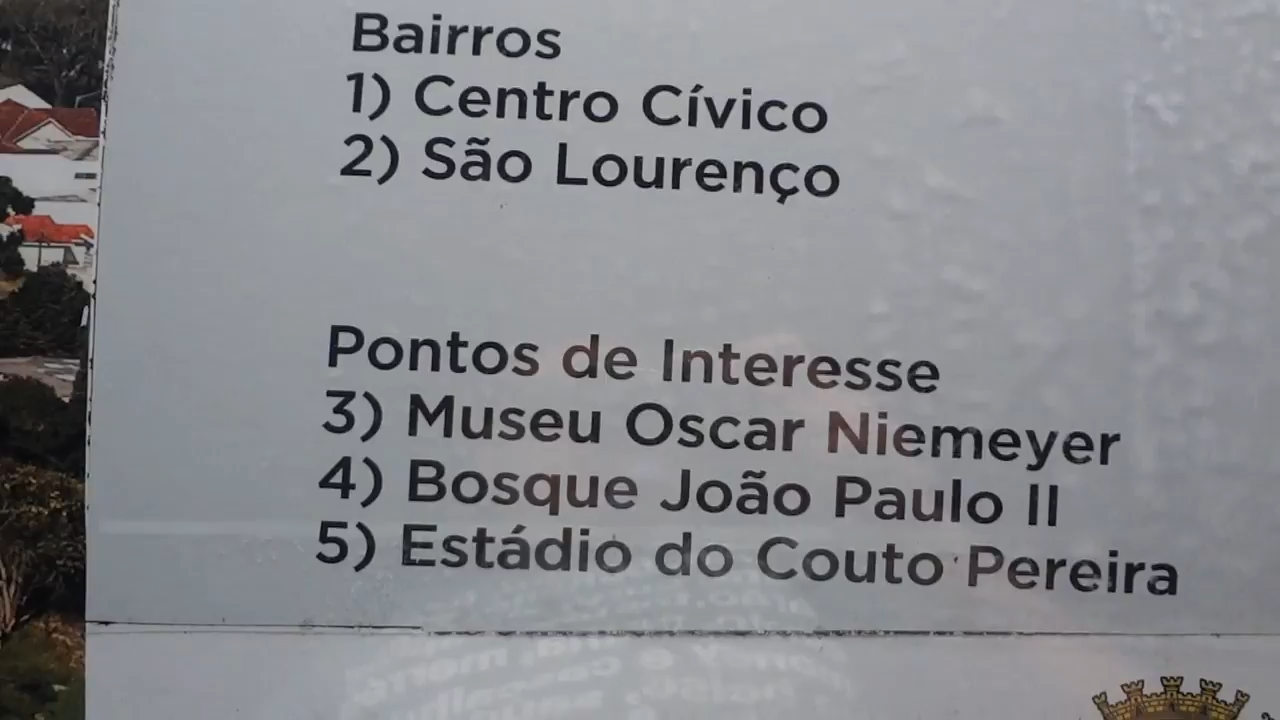 Bairros
1) Centro Cívico
2) São Lourenço
Pontos de Interesse
3) Museu Oscar Niemeyer
4) Bosque João Paulo II
5) Estádio do Couto Pereira